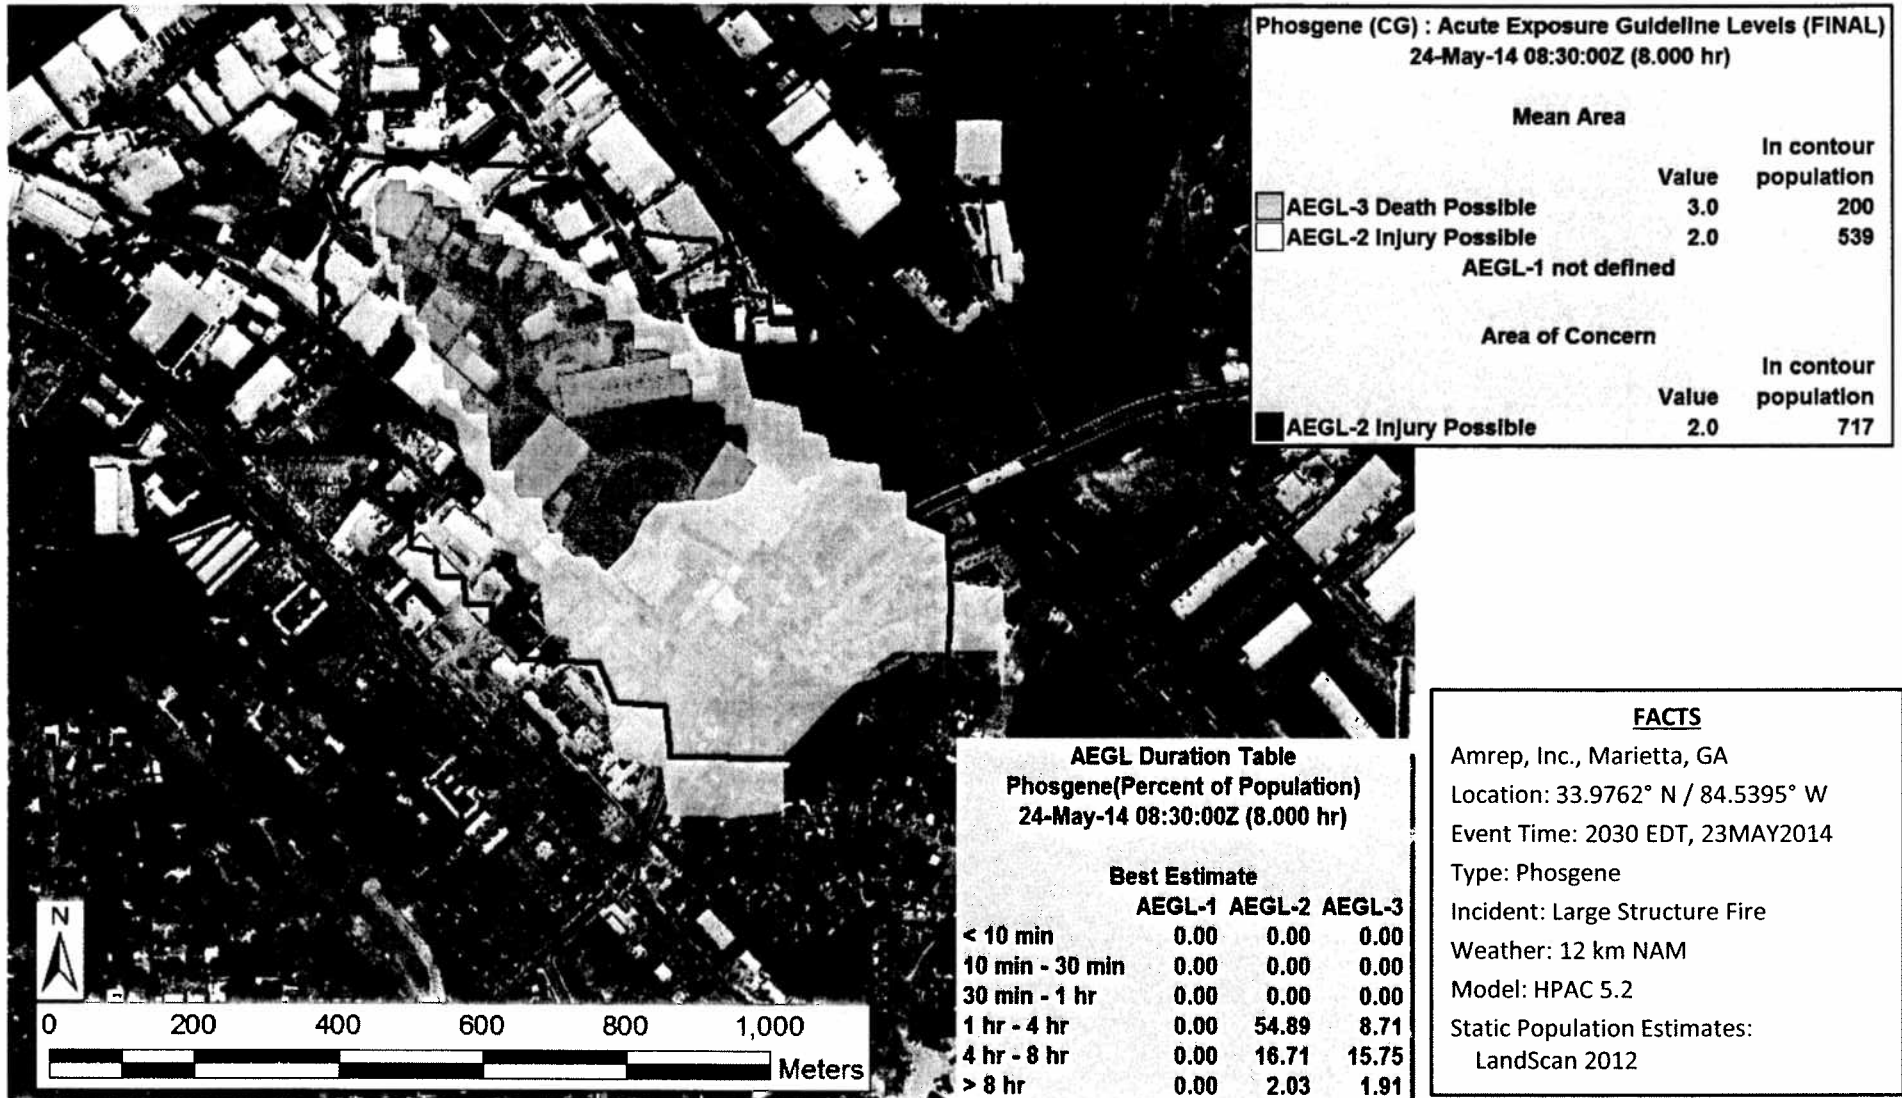 Phosgene (CG) : Acute Exposure Guideline Levels (FINAL)
24-May-14 08:30:00Z (8.000 hr)
Mean Area
In contour
Value population
AEGL-3 Death Possible 3.0 200
AEGL-2 Injury Possible 2.0 539
AEGL-1 not defined
Area of Concern
In contour
Value population
AEGL-2 Injury Possible 2.0 717
AEGL Duration Table
Phosgene(Percent of Population)
24-May-14 08:30:00Z (8.000 hr)
Best Estimate
AEGL-1 AEGL-2 AEGL-3
< 10 min 0.00 0.00 0.00
10 min - 30 min 0.00 0.00 0.00
30 min - 1 hr 0.00 0.00 0.00
1 hr - 4 hr 0.00 54.89 8.71
4 hr - 8 hr 0.00 16.71 15.75
> 8 hr 0.00 2.03 1.91
FACTS
Amrep, Inc., Marietta, GA
Location: 33.9762° N / 84.5395° W
Event Time: 2030 EDT, 23MAY2014
Type: Phosgene
Incident: Large Structure Fire
Weather: 12 km NAM
Model: HPAC 5.2
Static Population Estimates:
LandScan 2012
N
0 200 400 600 800 1,000
Meters